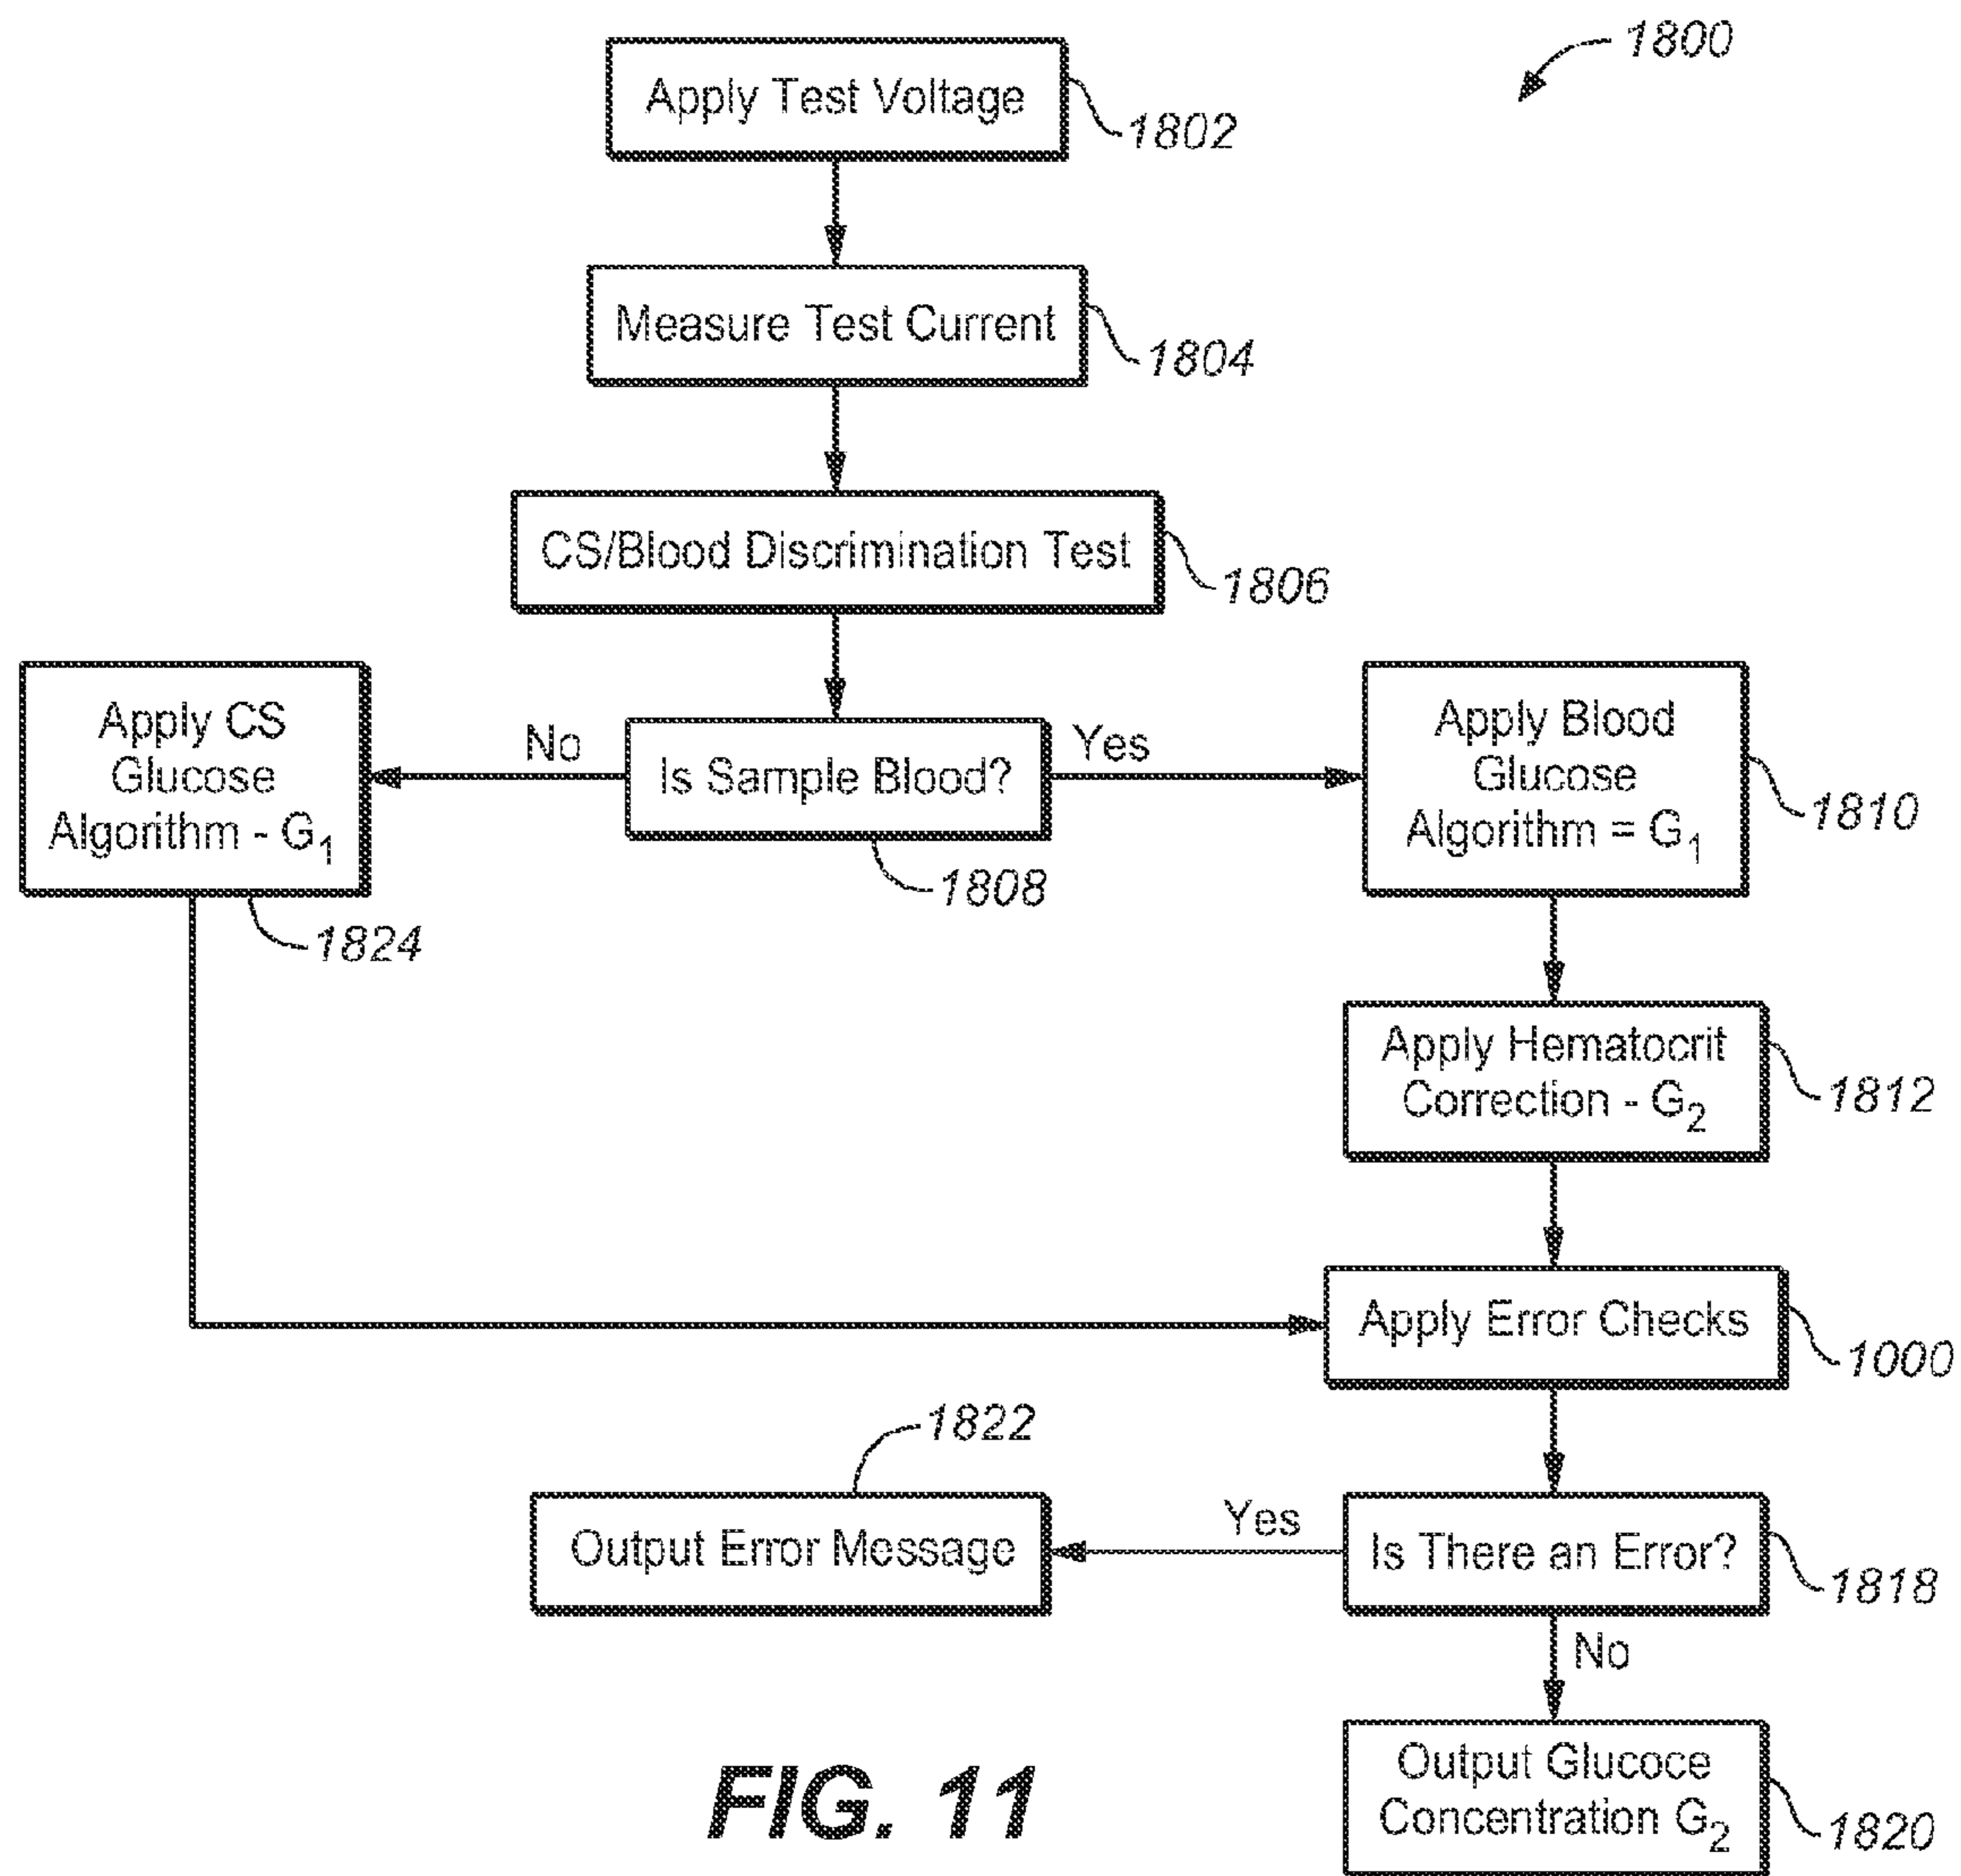 1800
Apply Test Voltage
1802
Measure Test Current
1804
CS/Blood Discrimination Test
1806
Apply CS
Glucose
Algorithm - G1
1824
No
Is Sample Blood?
1808
Yes
Apply Blood
Glucose
Algorithm = G1
1810
Apply Hematocrit
Correction - G2
1812
Apply Error Checks
1000
1822
Output Error Message
Yes
Is There an Error?
1818
No
Output Glucoce
Concentration G2
1820
FIG. 11